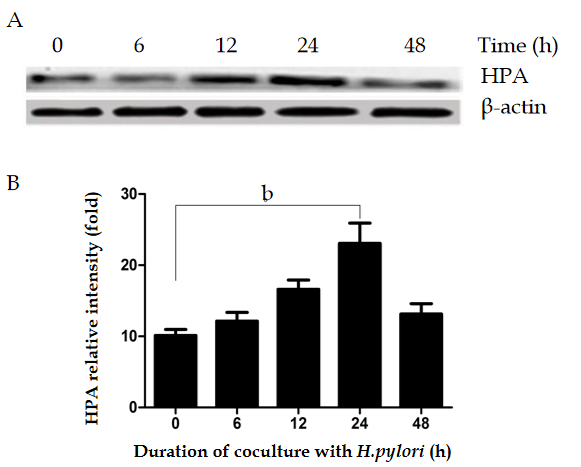 A
0 6 12 24 48 Time (h)
HPA
β-actin
B
HPA relative intensity (fold)
30
20
10
0
b
0 6 12 24 48
Duration of coculture with H.pylori (h)